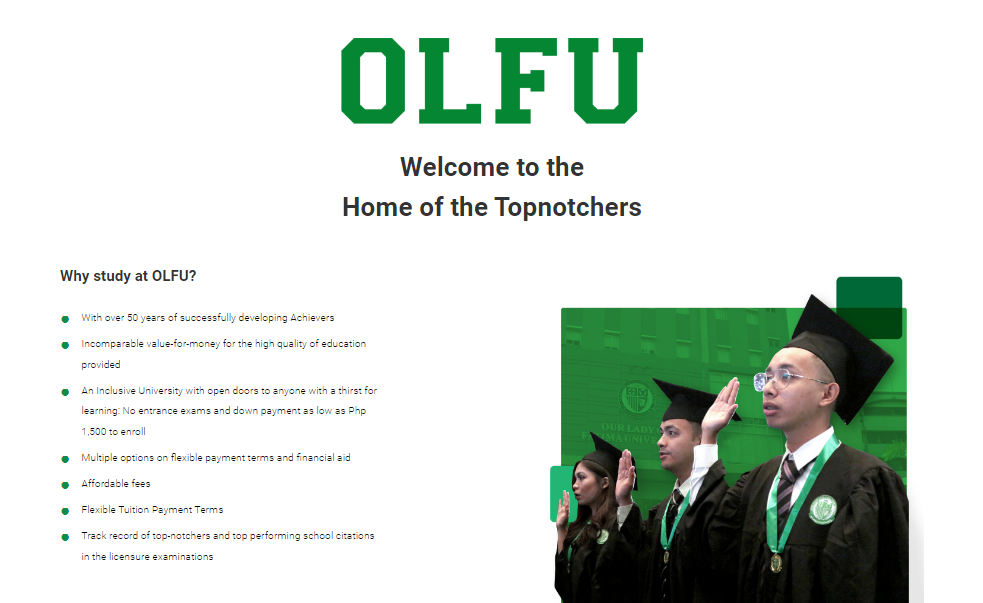 OLFU
Welcome to the
Home of the Topnotchers
Why study at OLFU?
With over 50 years of successfully developing Achievers
Incomparable value-for-money for the high quality of education
provided
An Inclusive University with open doors to anyone with a thirst for
learning: No entrance exams and down payment as low as Php
1,500 to enroll
Multiple options on flexible payment terms and financial aid
Affordable fees
Flexible Tuition Payment Terms
Track record of top-notchers and top performing school citations
in the licensure examinations
OUR LADY